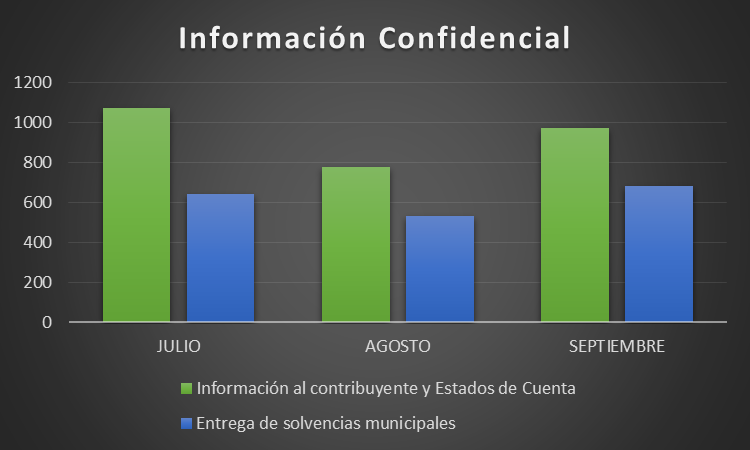 Información Confidencial
1200
1000
800
600
400
200
0
JULIO AGOSTO SEPTIEMBRE
Información al contribuyente y Estados de Cuenta
Entrega de solvencias municipales